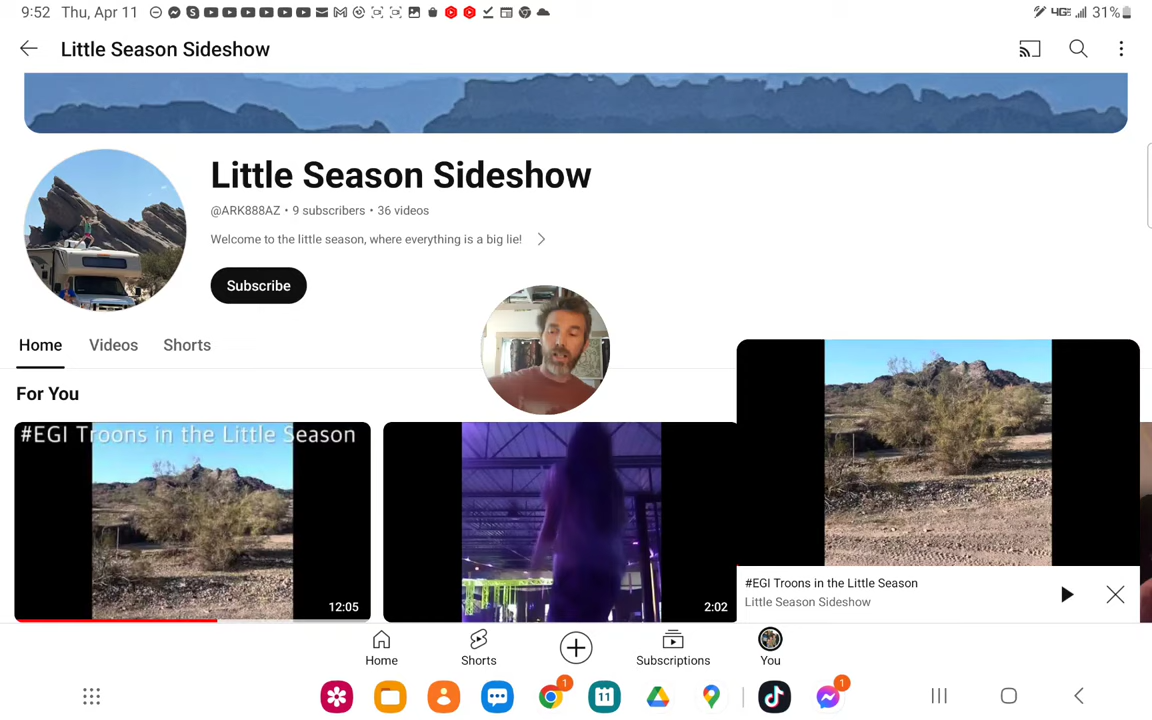 9:52 Thu, Apr 11
4GE 31%
Little Season Sideshow
Little Season Sideshow
@ARK888AZ • 9 subscribers • 36 videos
Welcome to the little season, where everything is a big lie!
Subscribe
Home Videos Shorts
For You
#EGI Troons in the Little Season
12:05
2:02
#EGI Troons in the Little Season
Little Season Sideshow
Home Shorts Subscriptions You
1 11 1